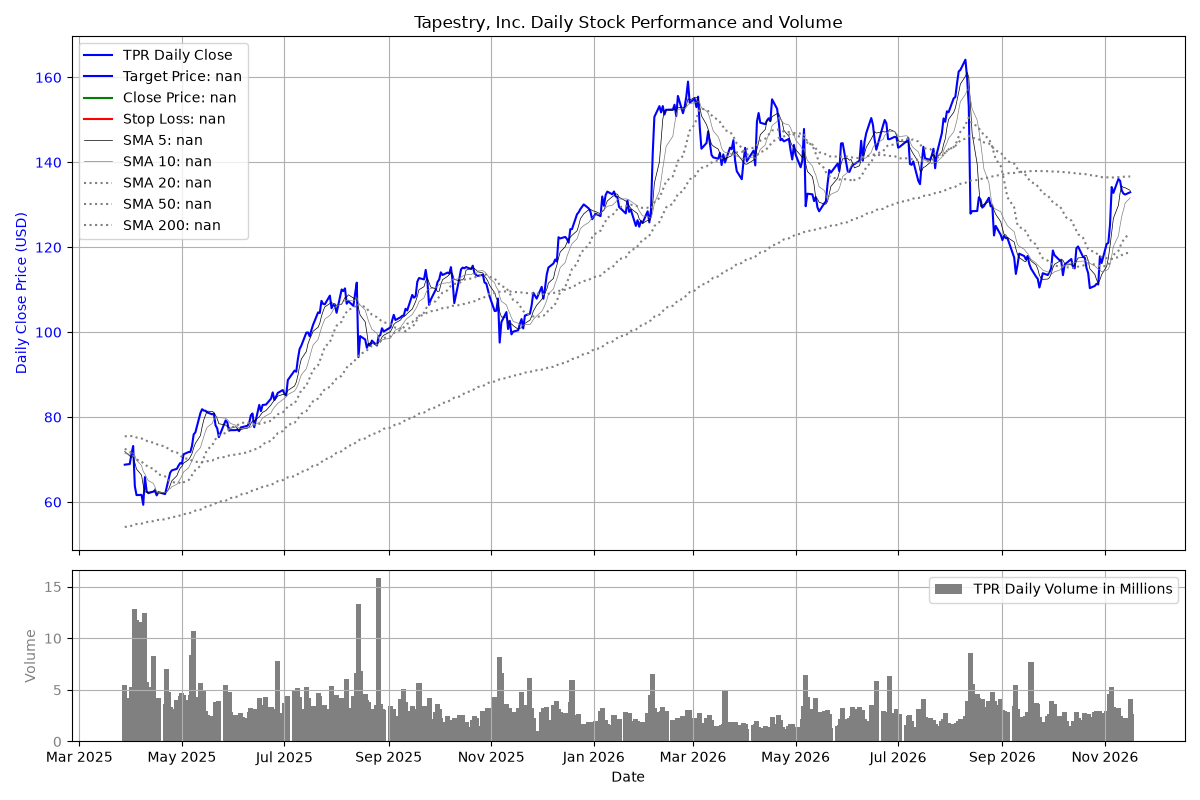 Tapestry, Inc. Daily Stock Performance and Volume
TPR Daily Close
Target Price: nan
Close Price: nan
Stop Loss: nan
SMA 5: nan
SMA 10: nan
SMA 20: nan
SMA 50: nan
SMA 200: nan
160
140
120
100
80
60
Daily Close Price (USD)
TPR Daily Volume in Millions
15
10
5
0
Volume
Mar 2025 May 2025 Jul 2025 Sep 2025 Nov 2025 Jan 2026 Mar 2026 May 2026 Jul 2026 Sep 2026 Nov 2026
Date